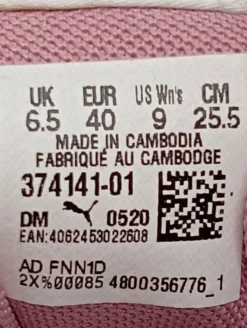 UK EUR US Wn's CM
6.5 40 9 25.5
MADE IN CAMBODIA
FABRIQUÉ AU CAMBODGE
374141-01
DM 0520
EAN:4062453022608
AD FNN1D
2X%00085 4800356776_1